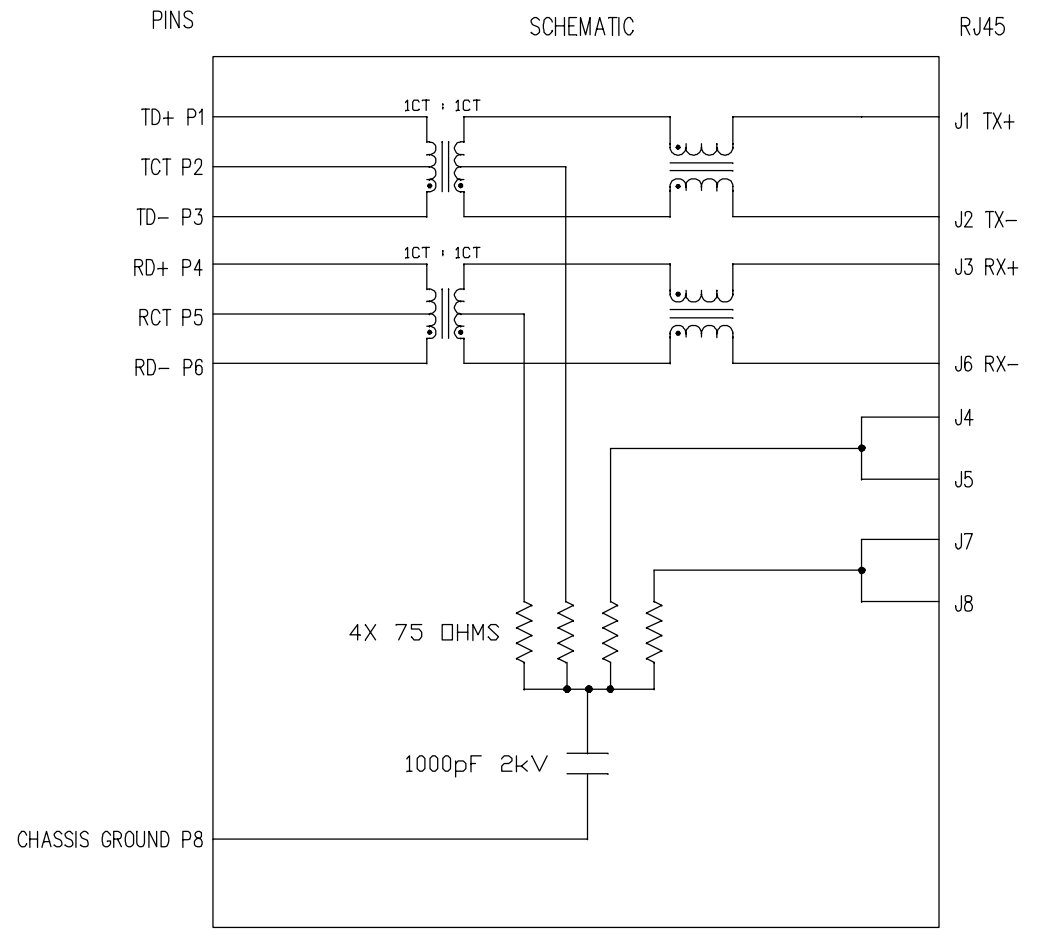 PINS SCHEMATIC RJ45
1CT : 1CT
TD+ P1 J1 TX+
TCT P2
TD- P3 J2 TX-
1CT : 1CT
RD+ P4 J3 RX+
RCT P5
RD- P6 J6 RX-
J4
J5
J7
J8
4X 75 OHMS
1000pF 2kV
CHASSIS GROUND P8